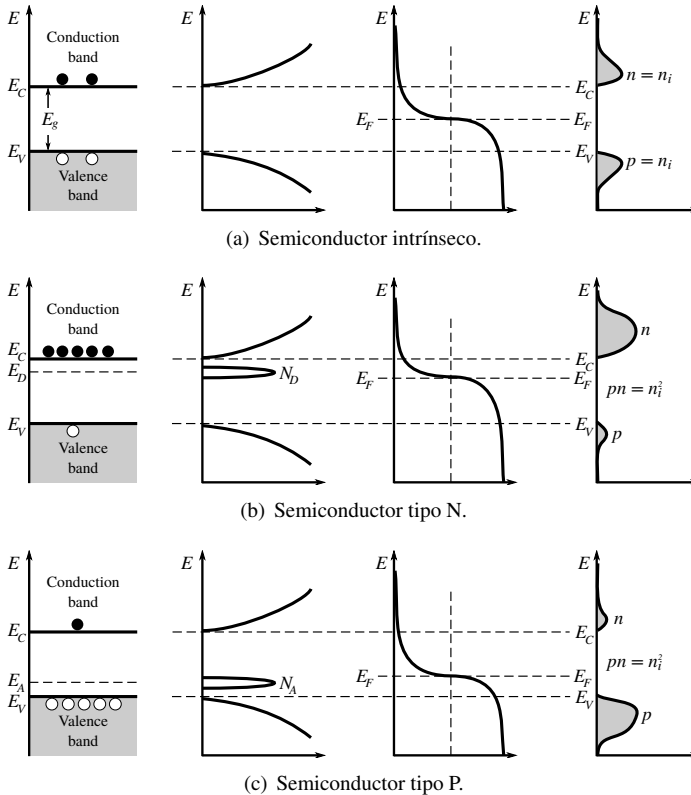 E E E E
Conduction
band
n = n_i
E_C E_C
E_g E_F E_F
E_V E_V
p = n_i
Valence
band
(a) Semiconductor intrínseco.
E E E E
Conduction
band
n
E_C E_C
E_D N_D E_F E_F
pn = n_i^2
E_V E_V
p
Valence
band
(b) Semiconductor tipo N.
E E E E
Conduction
band
n
E_C E_C
pn = n_i^2
E_A N_A E_F E_F
E_V E_V
p
Valence
band
(c) Semiconductor tipo P.